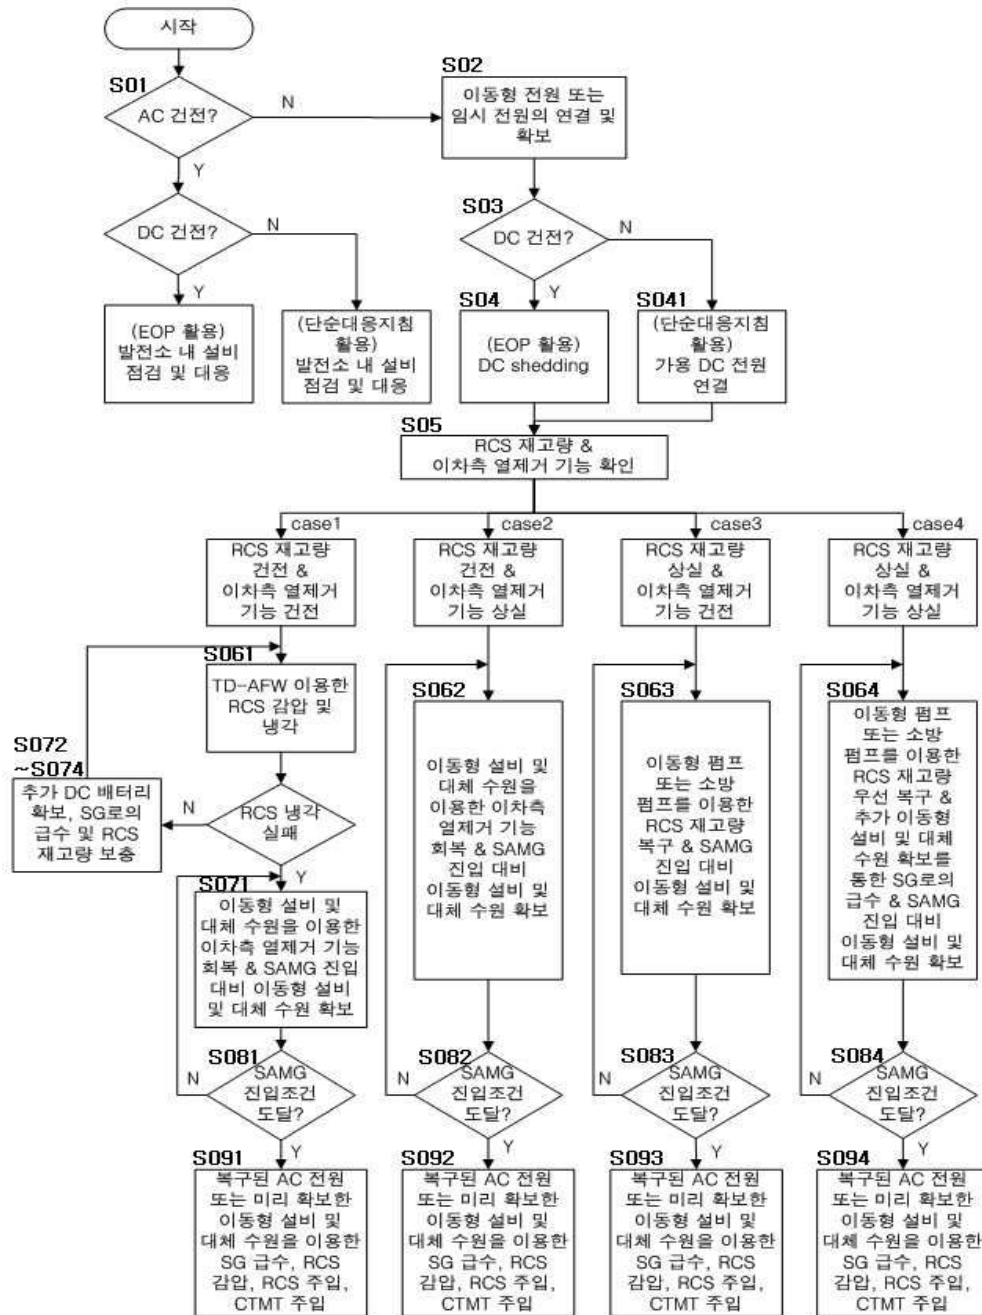 시작
S01
AC 건전?
N
Y
S02
이동형 전원 또는
임시 전원의 연결 및
확보
DC 건전?
N
Y
S03
DC 건전?
N
Y
(EOP 활용)
발전소 내 설비
점검 및 대응
(단순대응지침
활용)
발전소 내 설비
점검 및 대응
S04
(EOP 활용)
DC shedding
S041
(단순대응지침
활용)
가용 DC 전원
연결
S05
RCS 재고량 &
이차측 열제거 기능 확인
case1
RCS 재고량
건전 &
이차측 열제거
기능 건전
case2
RCS 재고량
건전 &
이차측 열제거
기능 상실
case3
RCS 재고량
상실 &
이차측 열제거
기능 건전
case4
RCS 재고량
상실 &
이차측 열제거
기능 상실
S061
TD-AFW 이용한
RCS 감압 및
냉각
S072
~S074
추가 DC 배터리
확보, SG로의
급수 및 RCS
재고량 보충
N
RCS 냉각
실패
Y
S071
이동형 설비 및
대체 수원을 이용한
이차측 열제거 기능
회복 & SAMG 진입
대비 이동형 설비
및 대체 수원 확보
S062
이동형 설비 및
대체 수원을
이용한 이차측
열제거 기능
회복 & SAMG
진입 대비
이동형 설비 및
대체 수원 확보
S063
이동형 펌프
또는 소방
펌프를 이용한
RCS 재고량
복구 & SAMG
진입 대비
이동형 설비 및
대체 수원 확보
S064
이동형 펌프
또는 소방
펌프를 이용한
RCS 재고량
우선 복구 &
추가 이동형
설비 및 대체
수원 확보를
통한 SG로의
급수 & SAMG
진입 대비
이동형 설비 및
대체 수원 확보
S081
SAMG
진입조건
도달?
N
Y
S082
SAMG
진입조건
도달?
N
Y
S083
SAMG
진입조건
도달?
N
Y
S084
SAMG
진입조건
도달?
N
Y
S091
복구된 AC 전원
또는 미리 확보한
이동형 설비 및
대체 수원을 이용한
SG 급수, RCS
감압, RCS 주입,
CTMT 주입
S092
복구된 AC 전원
또는 미리 확보한
이동형 설비 및
대체 수원을 이용한
SG 급수, RCS
감압, RCS 주입,
CTMT 주입
S093
복구된 AC 전원
또는 미리 확보한
이동형 설비 및
대체 수원을 이용한
SG 급수, RCS
감압, RCS 주입,
CTMT 주입
S094
복구된 AC 전원
또는 미리 확보한
이동형 설비 및
대체 수원을 이용한
SG 급수, RCS
감압, RCS 주입,
CTMT 주입